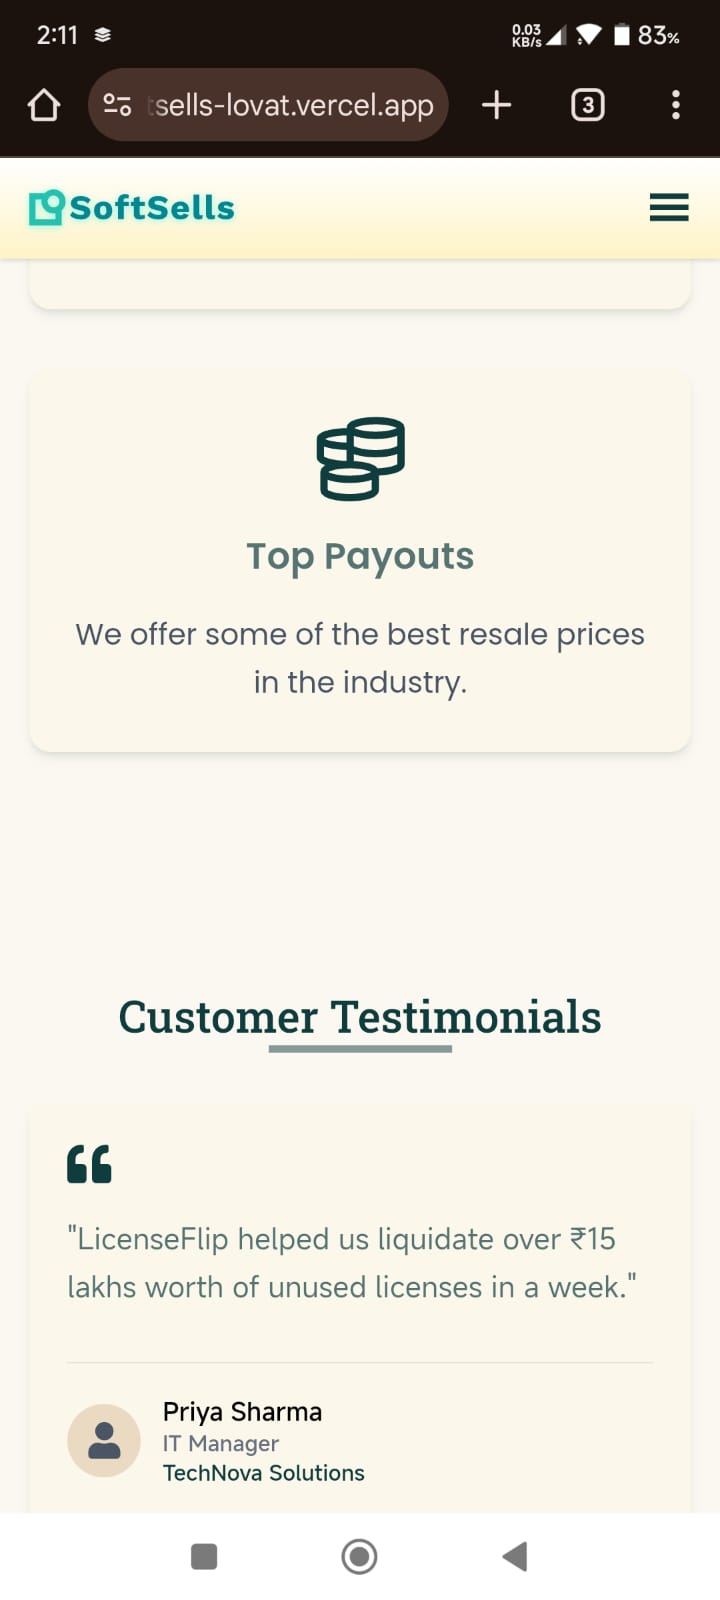 2:11
0.03
KB/s
83%
tsells-lovat.vercel.app
3
SoftSells
Top Payouts
We offer some of the best resale prices
in the industry.
Customer Testimonials
"LicenseFlip helped us liquidate over ₹15
lakhs worth of unused licenses in a week."
Priya Sharma
IT Manager
TechNova Solutions